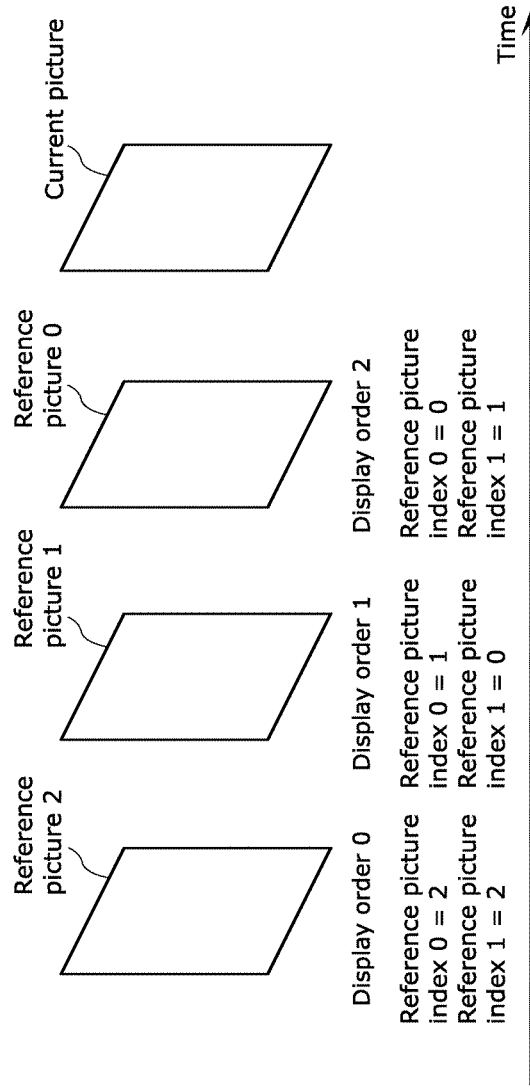 Reference
picture 2
Reference
picture 1
Reference
picture 0
Current picture
Display order 0
Display order 1
Display order 2
Reference picture
index 0 = 2
Reference picture
index 1 = 2
Reference picture
index 0 = 1
Reference picture
index 1 = 0
Reference picture
index 0 = 0
Reference picture
index 1 = 1
Time